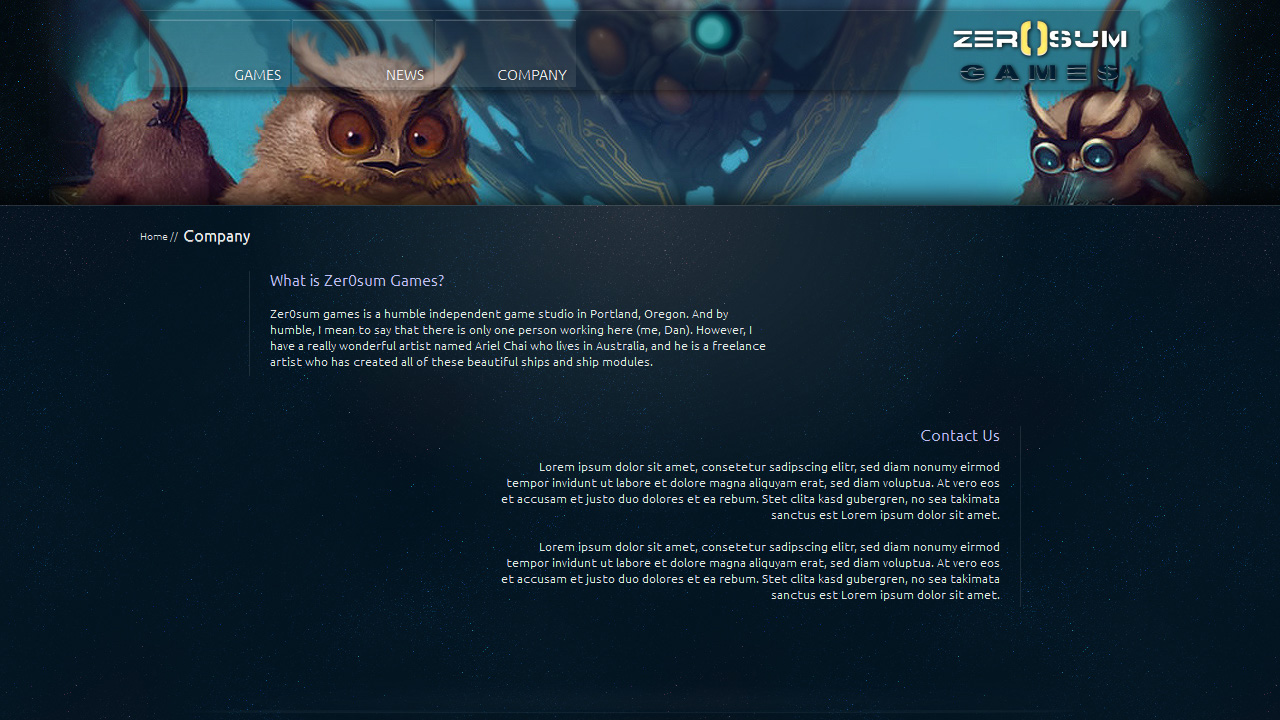 GAMES NEWS COMPANY
ZER()SUM
GAMES
Home // Company
What is Zer0sum Games?
Zer0sum games is a humble independent game studio in Portland, Oregon. And by
humble, I mean to say that there is only one person working here (me, Dan). However, I
have a really wonderful artist named Ariel Chai who lives in Australia, and he is a freelance
artist who has created all of these beautiful ships and ship modules.
Contact Us
Lorem ipsum dolor sit amet, consetetur sadipscing elitr, sed diam nonumy eirmod
tempor invidunt ut labore et dolore magna aliquyam erat, sed diam voluptua. At vero eos
et accusam et justo duo dolores et ea rebum. Stet clita kasd gubergren, no sea takimata
sanctus est Lorem ipsum dolor sit amet.
Lorem ipsum dolor sit amet, consetetur sadipscing elitr, sed diam nonumy eirmod
tempor invidunt ut labore et dolore magna aliquyam erat, sed diam voluptua. At vero eos
et accusam et justo duo dolores et ea rebum. Stet clita kasd gubergren, no sea takimata
sanctus est Lorem ipsum dolor sit amet.